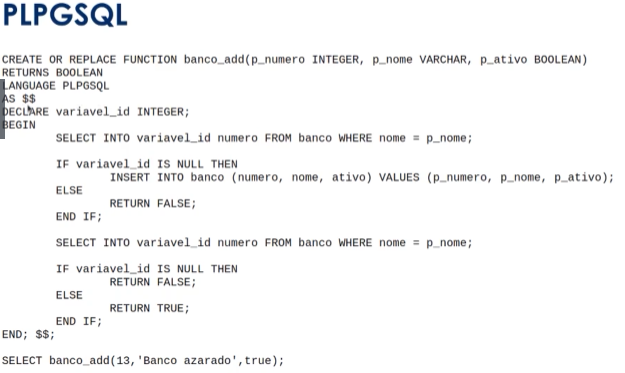 PLPGSQL
CREATE OR REPLACE FUNCTION banco_add(p_numero INTEGER, p_nome VARCHAR, p_ativo BOOLEAN)
RETURNS BOOLEAN
LANGUAGE PLPGSQL
AS $$
DECLARE variavel_id INTEGER;
BEGIN
SELECT INTO variavel_id numero FROM banco WHERE nome = p_nome;
IF variavel_id IS NULL THEN
INSERT INTO banco (numero, nome, ativo) VALUES (p_numero, p_nome, p_ativo);
ELSE
RETURN FALSE;
END IF;
SELECT INTO variavel_id numero FROM banco WHERE nome = p_nome;
IF variavel_id IS NULL THEN
RETURN FALSE;
ELSE
RETURN TRUE;
END IF;
END; $$;
SELECT banco_add(13,'Banco azarado',true);